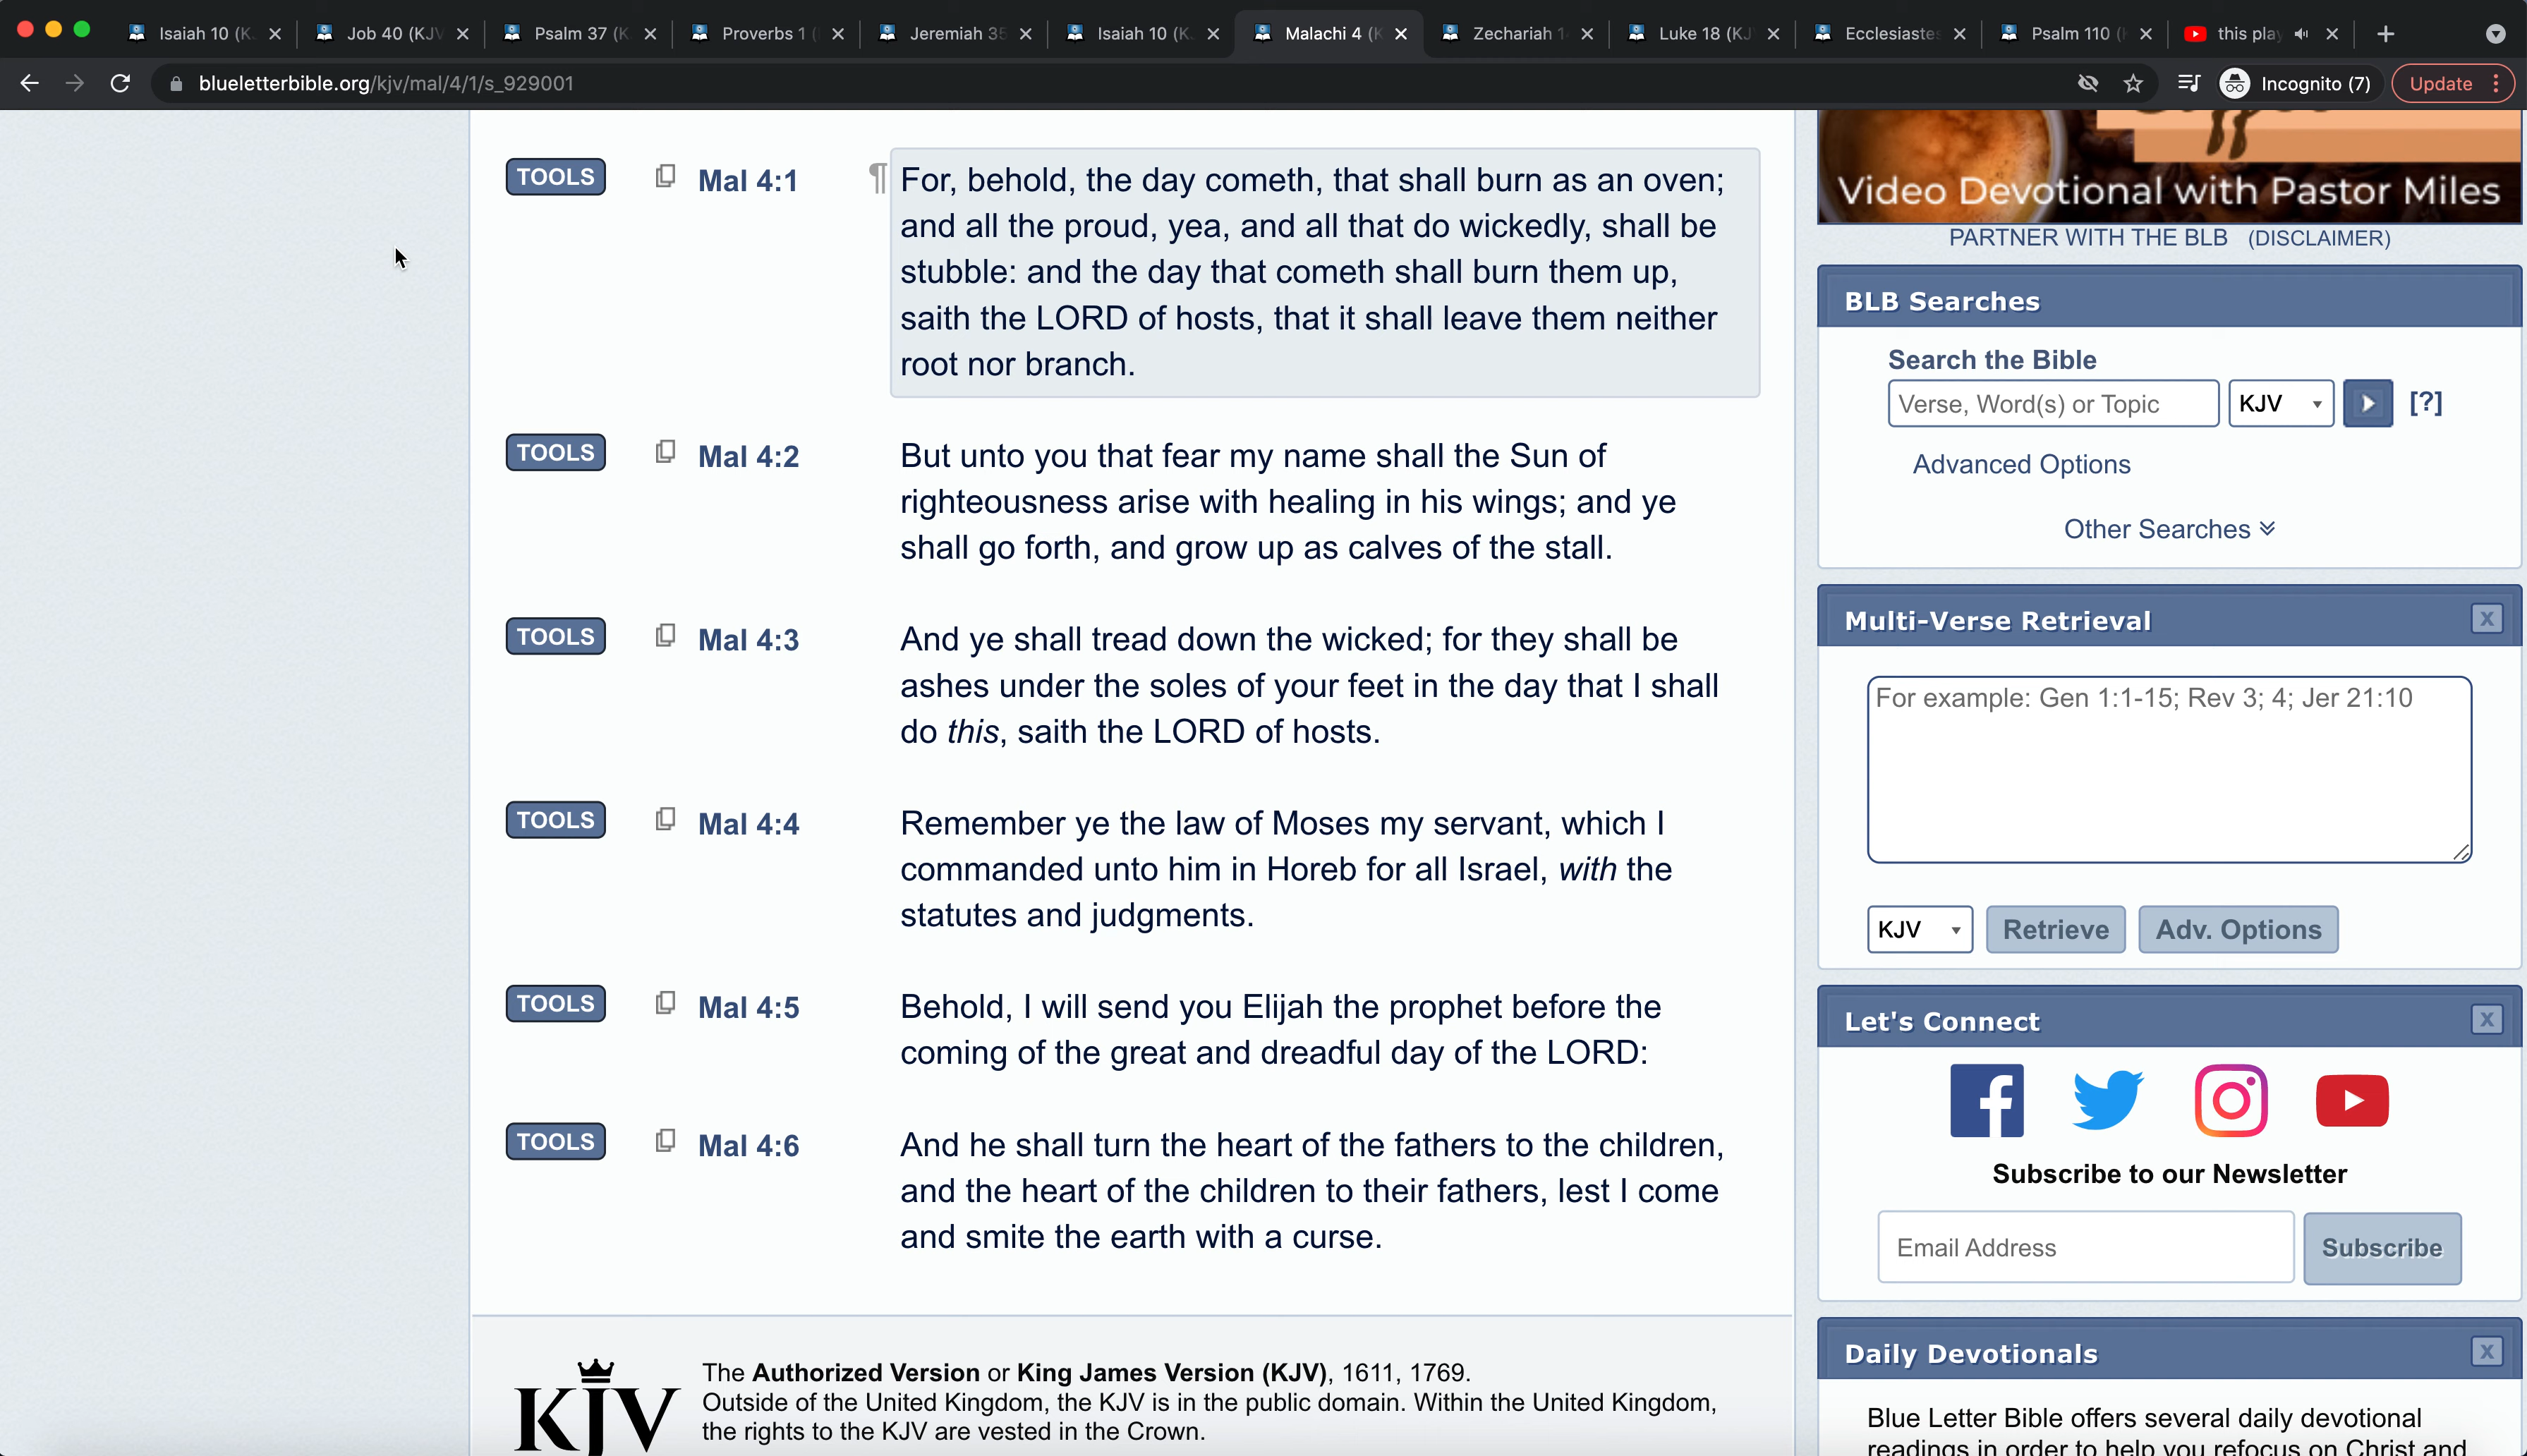 Isaiah 10 (K
Job 40 (KJV
Psalm 37 (K
Proverbs 1 (
Jeremiah 35
Isaiah 10 (K
Malachi 4 (K
Zechariah 1
Luke 18 (KJ
Ecclesiastes
Psalm 110 (
this play
blueletterbible.org/kjv/mal/4/1/s_929001
Incognito (7)
Update
TOOLS Mal 4:1 ¶ For, behold, the day cometh, that shall burn as an oven;
and all the proud, yea, and all that do wickedly, shall be
stubble: and the day that cometh shall burn them up,
saith the LORD of hosts, that it shall leave them neither
root nor branch.
TOOLS Mal 4:2 But unto you that fear my name shall the Sun of
righteousness arise with healing in his wings; and ye
shall go forth, and grow up as calves of the stall.
TOOLS Mal 4:3 And ye shall tread down the wicked; for they shall be
ashes under the soles of your feet in the day that I shall
do this, saith the LORD of hosts.
TOOLS Mal 4:4 Remember ye the law of Moses my servant, which I
commanded unto him in Horeb for all Israel, with the
statutes and judgments.
TOOLS Mal 4:5 Behold, I will send you Elijah the prophet before the
coming of the great and dreadful day of the LORD:
TOOLS Mal 4:6 And he shall turn the heart of the fathers to the children,
and the heart of the children to their fathers, lest I come
and smite the earth with a curse.
KJV
The Authorized Version or King James Version (KJV), 1611, 1769.
Outside of the United Kingdom, the KJV is in the public domain. Within the United Kingdom,
the rights to the KJV are vested in the Crown.
Video Devotional with Pastor Miles
PARTNER WITH THE BLB (DISCLAIMER)
BLB Searches
Search the Bible
Verse, Word(s) or Topic KJV [?]
Advanced Options
Other Searches
Multi-Verse Retrieval X
For example: Gen 1:1-15; Rev 3; 4; Jer 21:10
KJV Retrieve Adv. Options
Let's Connect X
Subscribe to our Newsletter
Email Address Subscribe
Daily Devotionals X
Blue Letter Bible offers several daily devotional
readings in order to help you refocus on Christ and